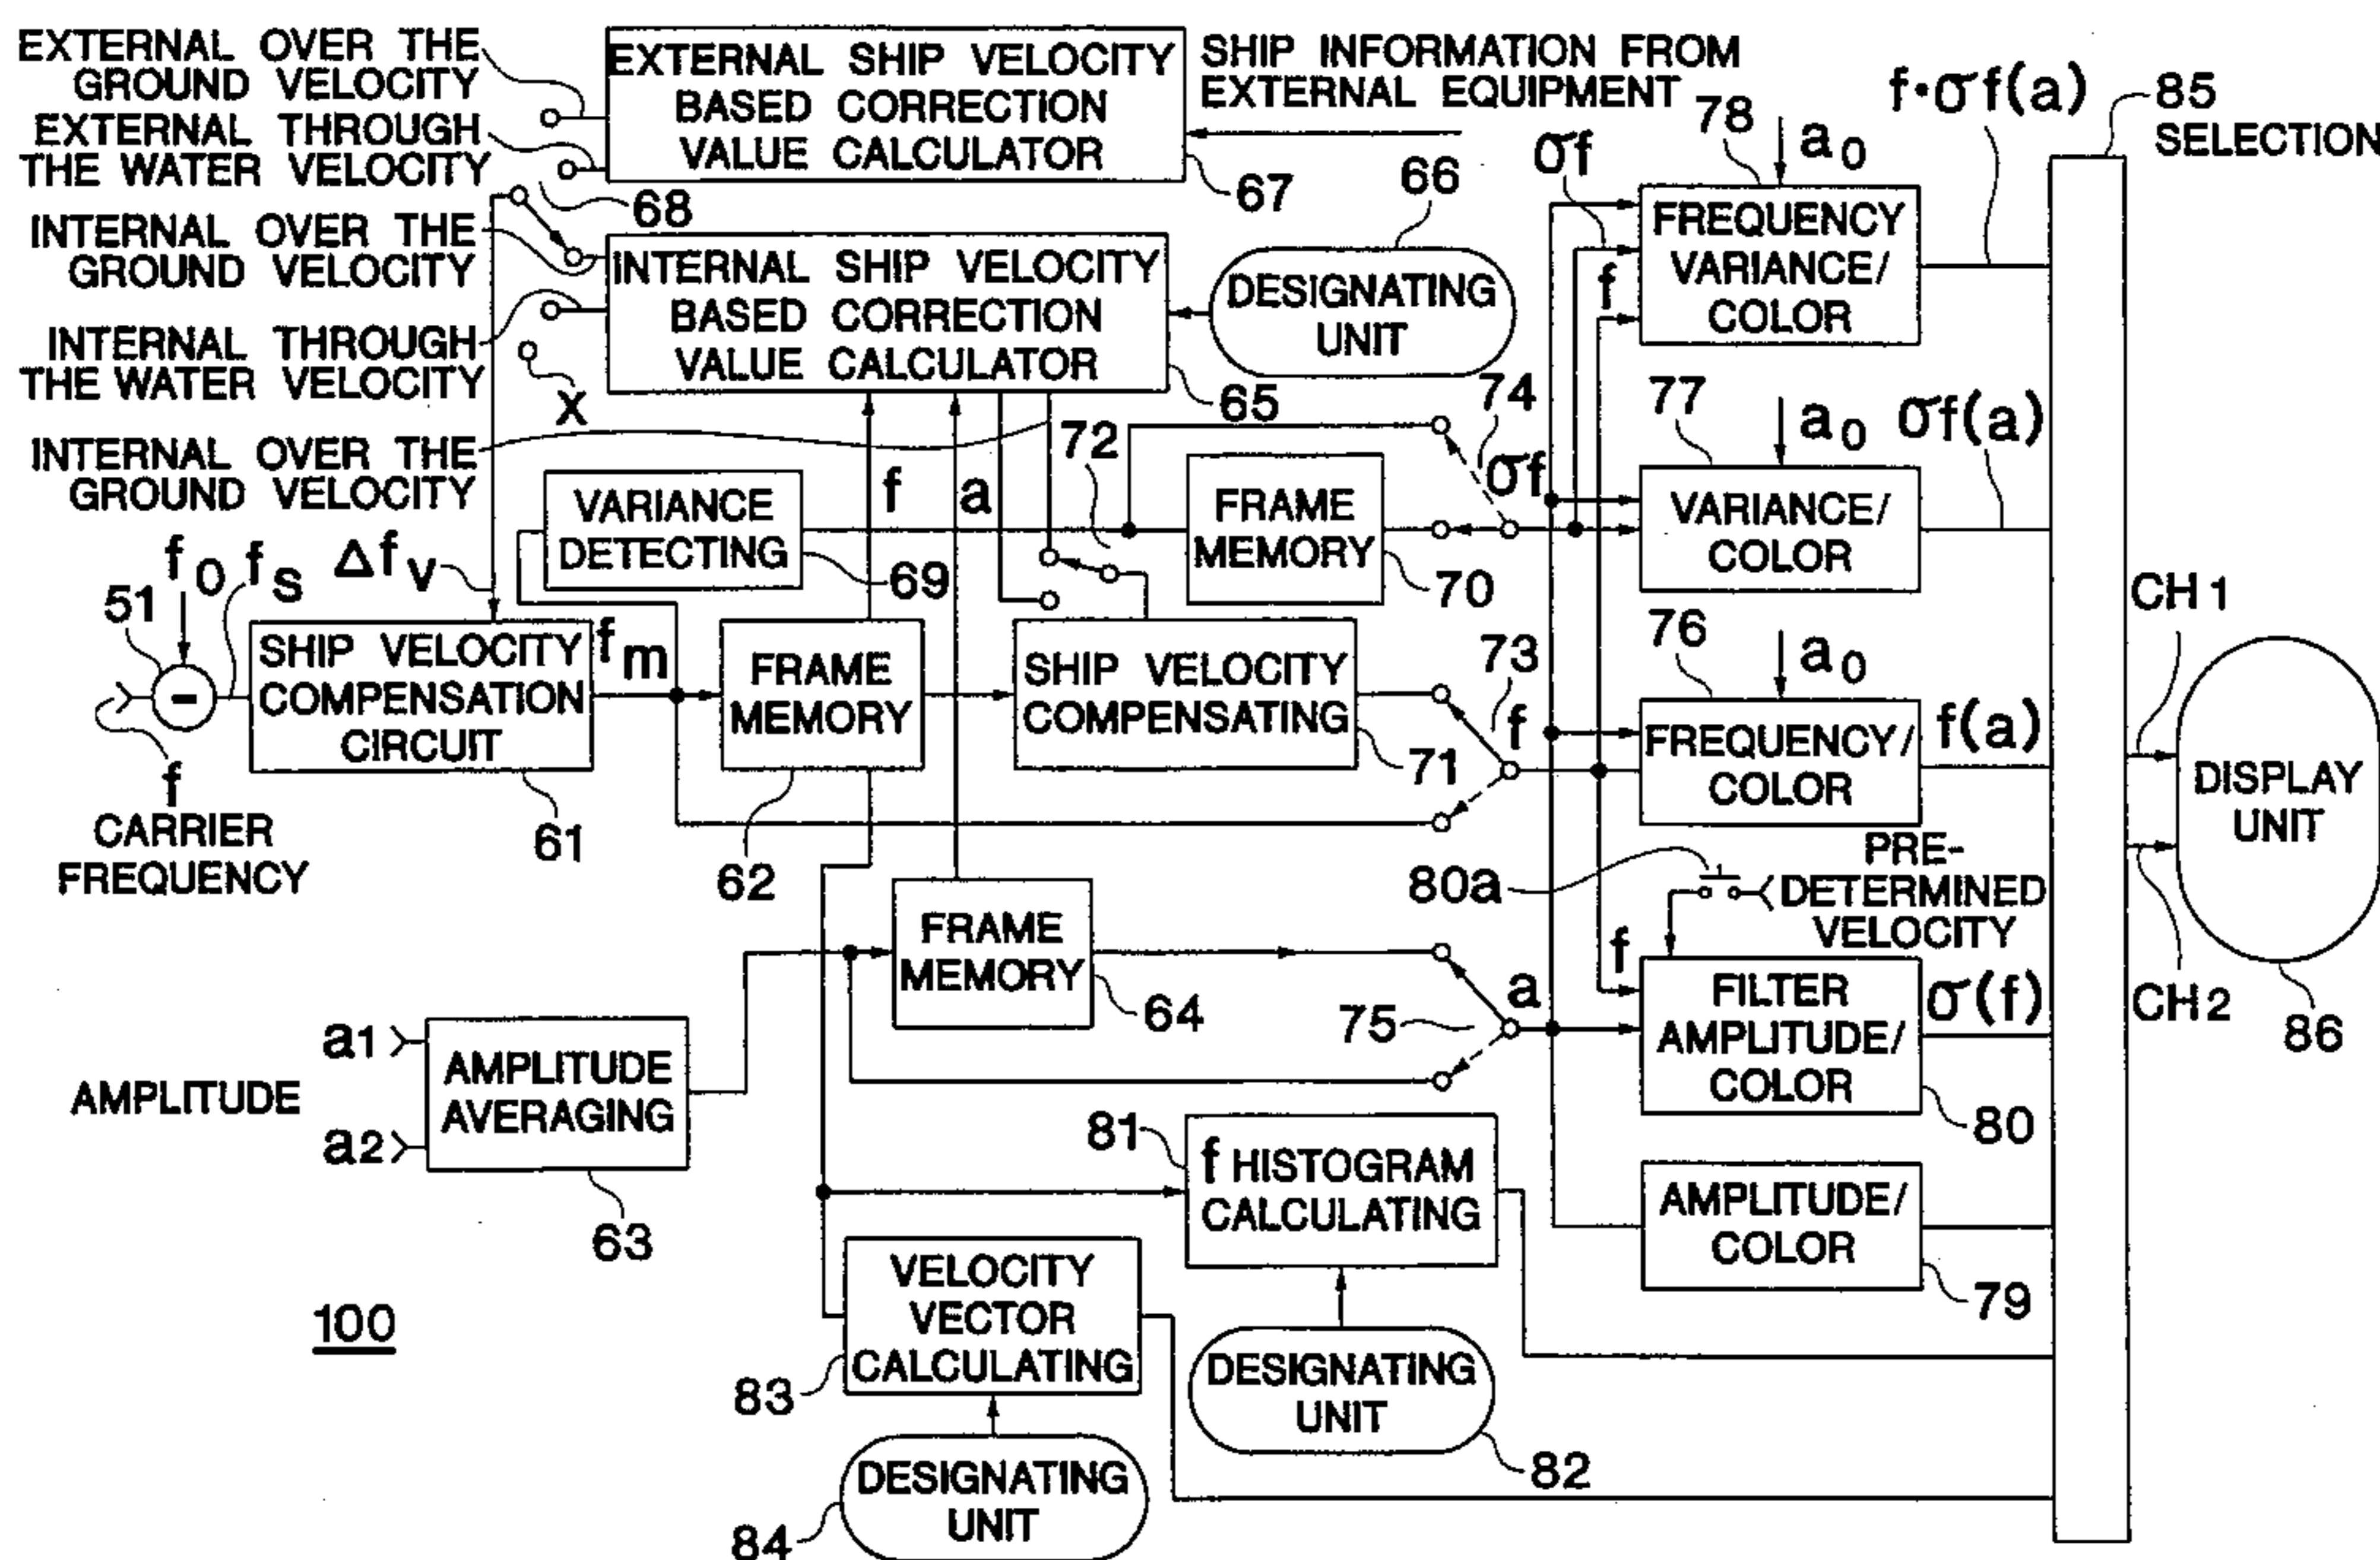 EXTERNAL OVER THE
GROUND VELOCITY
EXTERNAL THROUGH
THE WATER VELOCITY
INTERNAL OVER THE
GROUND VELOCITY
INTERNAL THROUGH
THE WATER VELOCITY
INTERNAL OVER THE
GROUND VELOCITY
EXTERNAL SHIP VELOCITY
BASED CORRECTION
VALUE CALCULATOR
67
SHIP INFORMATION FROM
EXTERNAL EQUIPMENT
68
X
INTERNAL SHIP VELOCITY
BASED CORRECTION
VALUE CALCULATOR
65
66
DESIGNATING
UNIT
78
a0
f·σf(a)
85
SELECTION
σf
f
FREQUENCY
VARIANCE/
COLOR
74
72
77
a0
σf(a)
VARIANCE/
COLOR
VARIANCE
DETECTING
69
f
a
FRAME
MEMORY
70
σf
51
f0
fs
Δfv
f
CARRIER
FREQUENCY
SHIP VELOCITY
COMPENSATION
CIRCUIT
61
fm
FRAME
MEMORY
62
SHIP VELOCITY
COMPENSATING
71
73
f
76
a0
f(a)
FREQUENCY/
COLOR
CH1
DISPLAY
UNIT
CH2
86
80a
PRE-
DETERMINED
VELOCITY
f
FILTER
AMPLITUDE/
COLOR
80
σ(f)
FRAME
MEMORY
64
75
a
AMPLITUDE
a1
a2
AMPLITUDE
AVERAGING
63
81
f HISTOGRAM
CALCULATING
AMPLITUDE/
COLOR
79
VELOCITY
VECTOR
CALCULATING
83
DESIGNATING
UNIT
82
DESIGNATING
UNIT
84
100